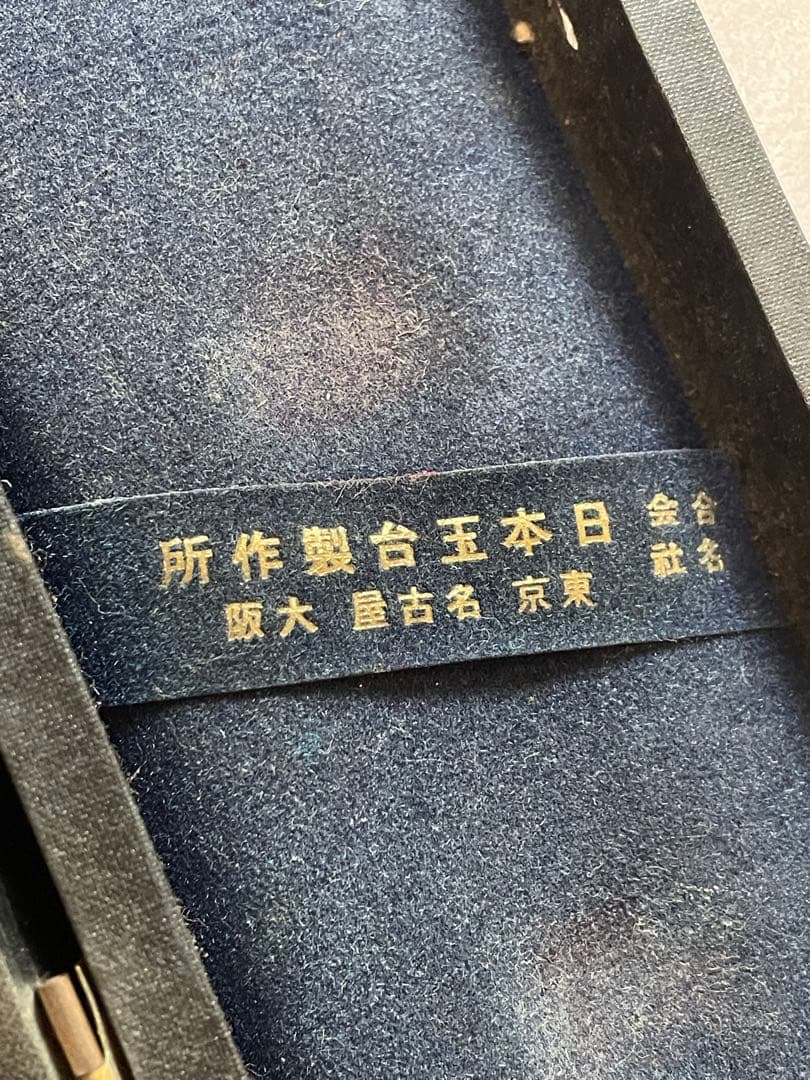 合名会社
日本玉台製作所
東京 名古屋 大阪